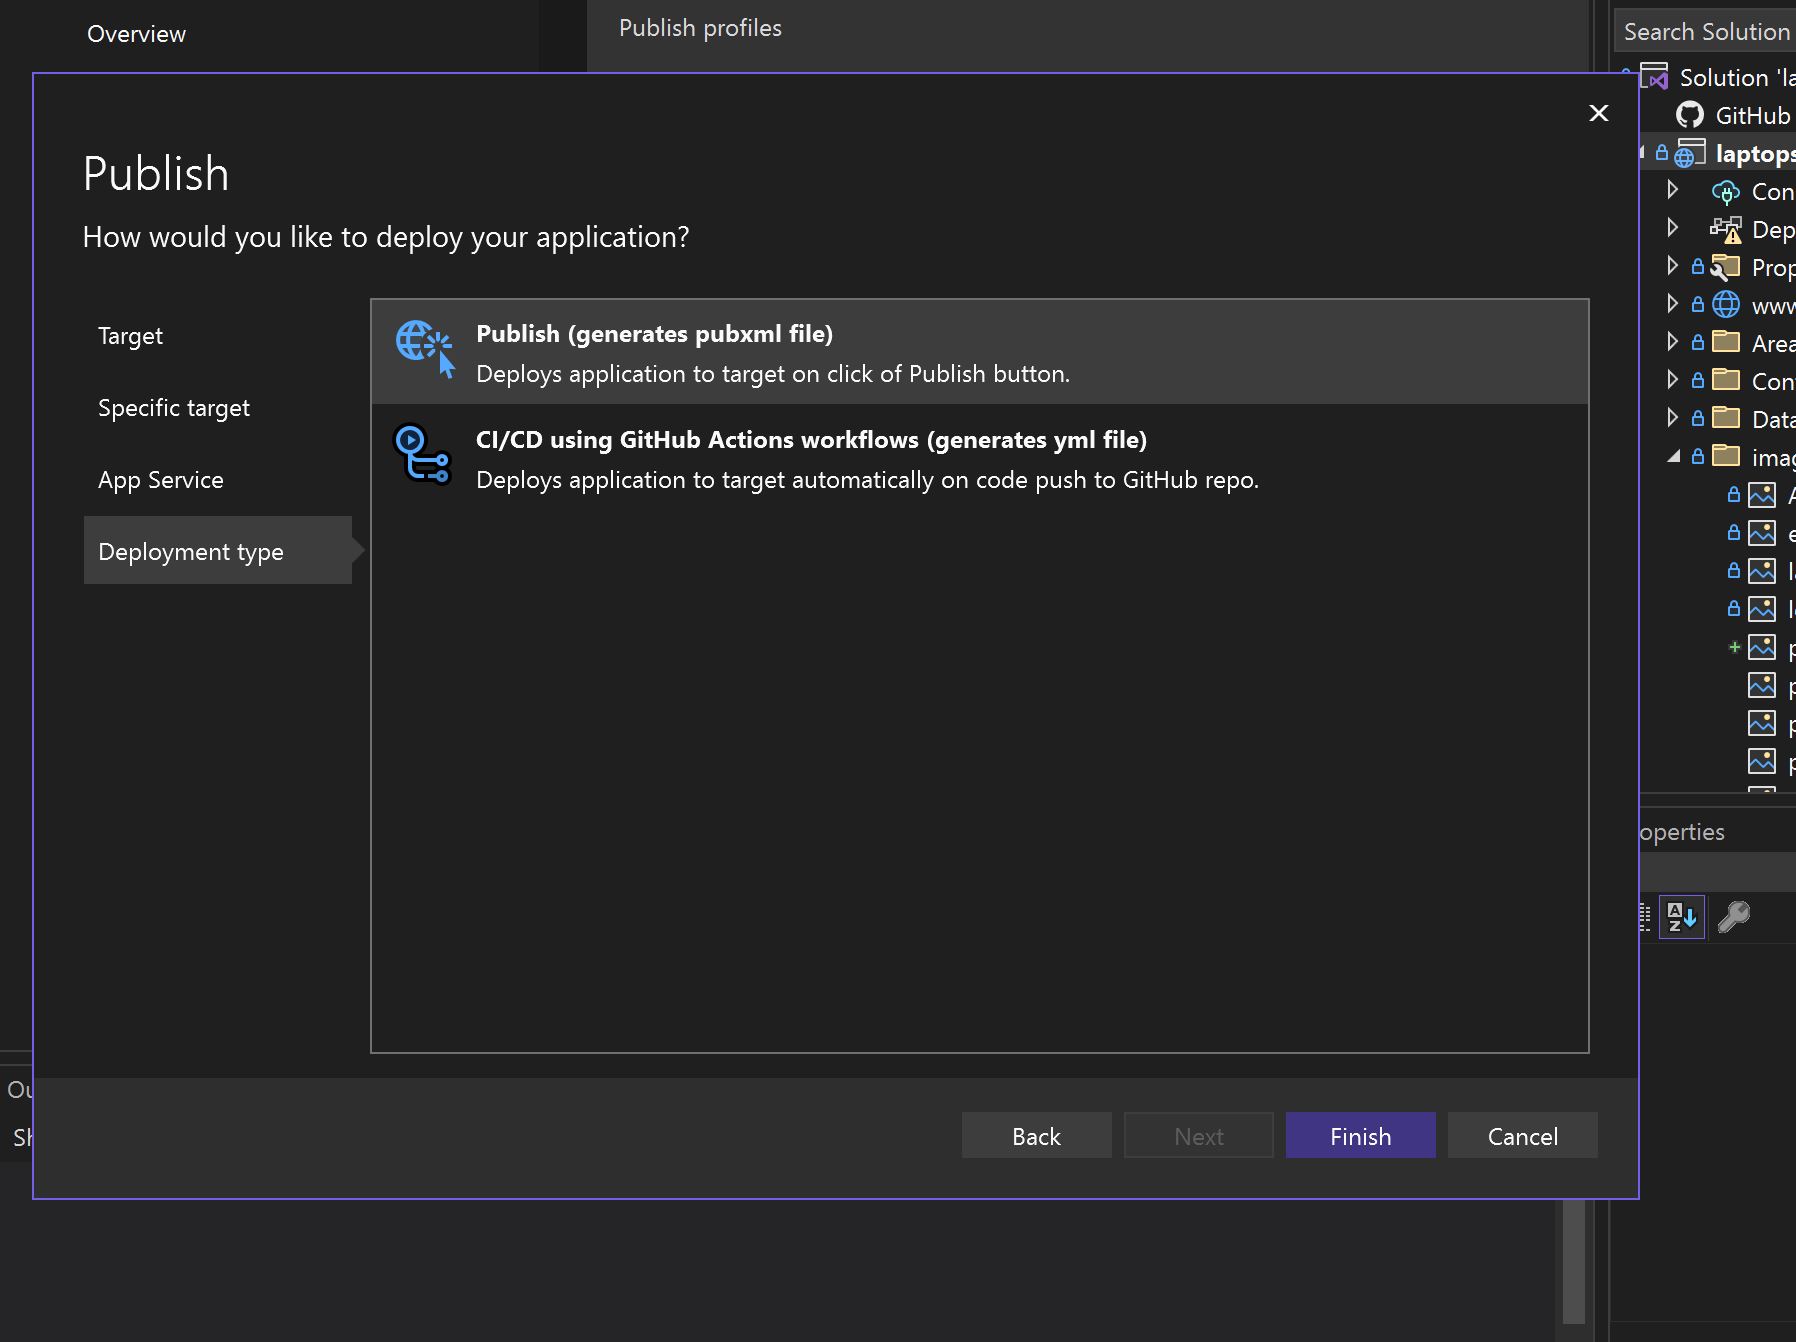 Overview
Publish profiles
Search Solution
Solution 'la
GitHub
laptops
Con
Dep
Prop
www
Area
Con
Data
imag
Publish
How would you like to deploy your application?
Target
Specific target
App Service
Deployment type
Publish (generates pubxml file)
Deploys application to target on click of Publish button.
CI/CD using GitHub Actions workflows (generates yml file)
Deploys application to target automatically on code push to GitHub repo.
operties
Back
Next
Finish
Cancel